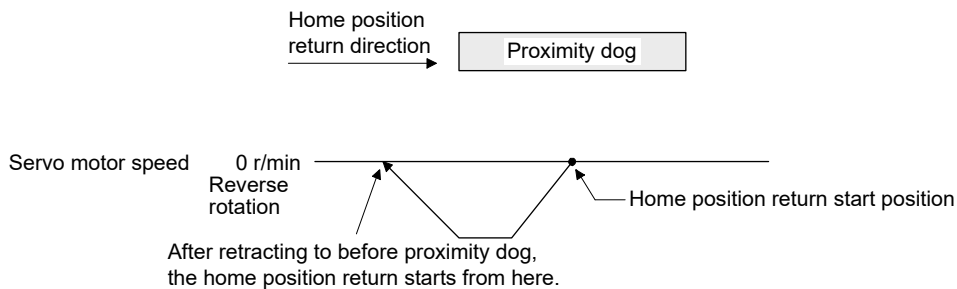 Home position
return direction
Proximity dog
Servo motor speed 0 r/min
Reverse
rotation
Home position return start position
After retracting to before proximity dog,
the home position return starts from here.